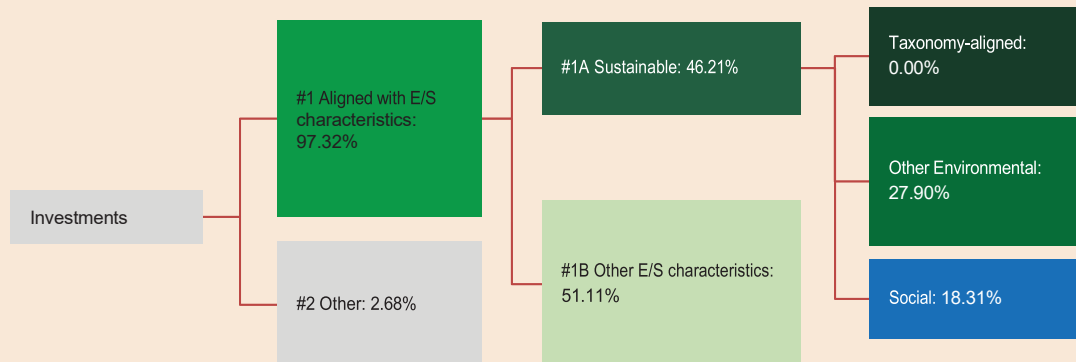 Investments
#1 Aligned with E/S
characteristics:
97.32%
#2 Other: 2.68%
#1A Sustainable: 46.21%
#1B Other E/S characteristics:
51.11%
Taxonomy-aligned:
0.00%
Other Environmental:
27.90%
Social: 18.31%